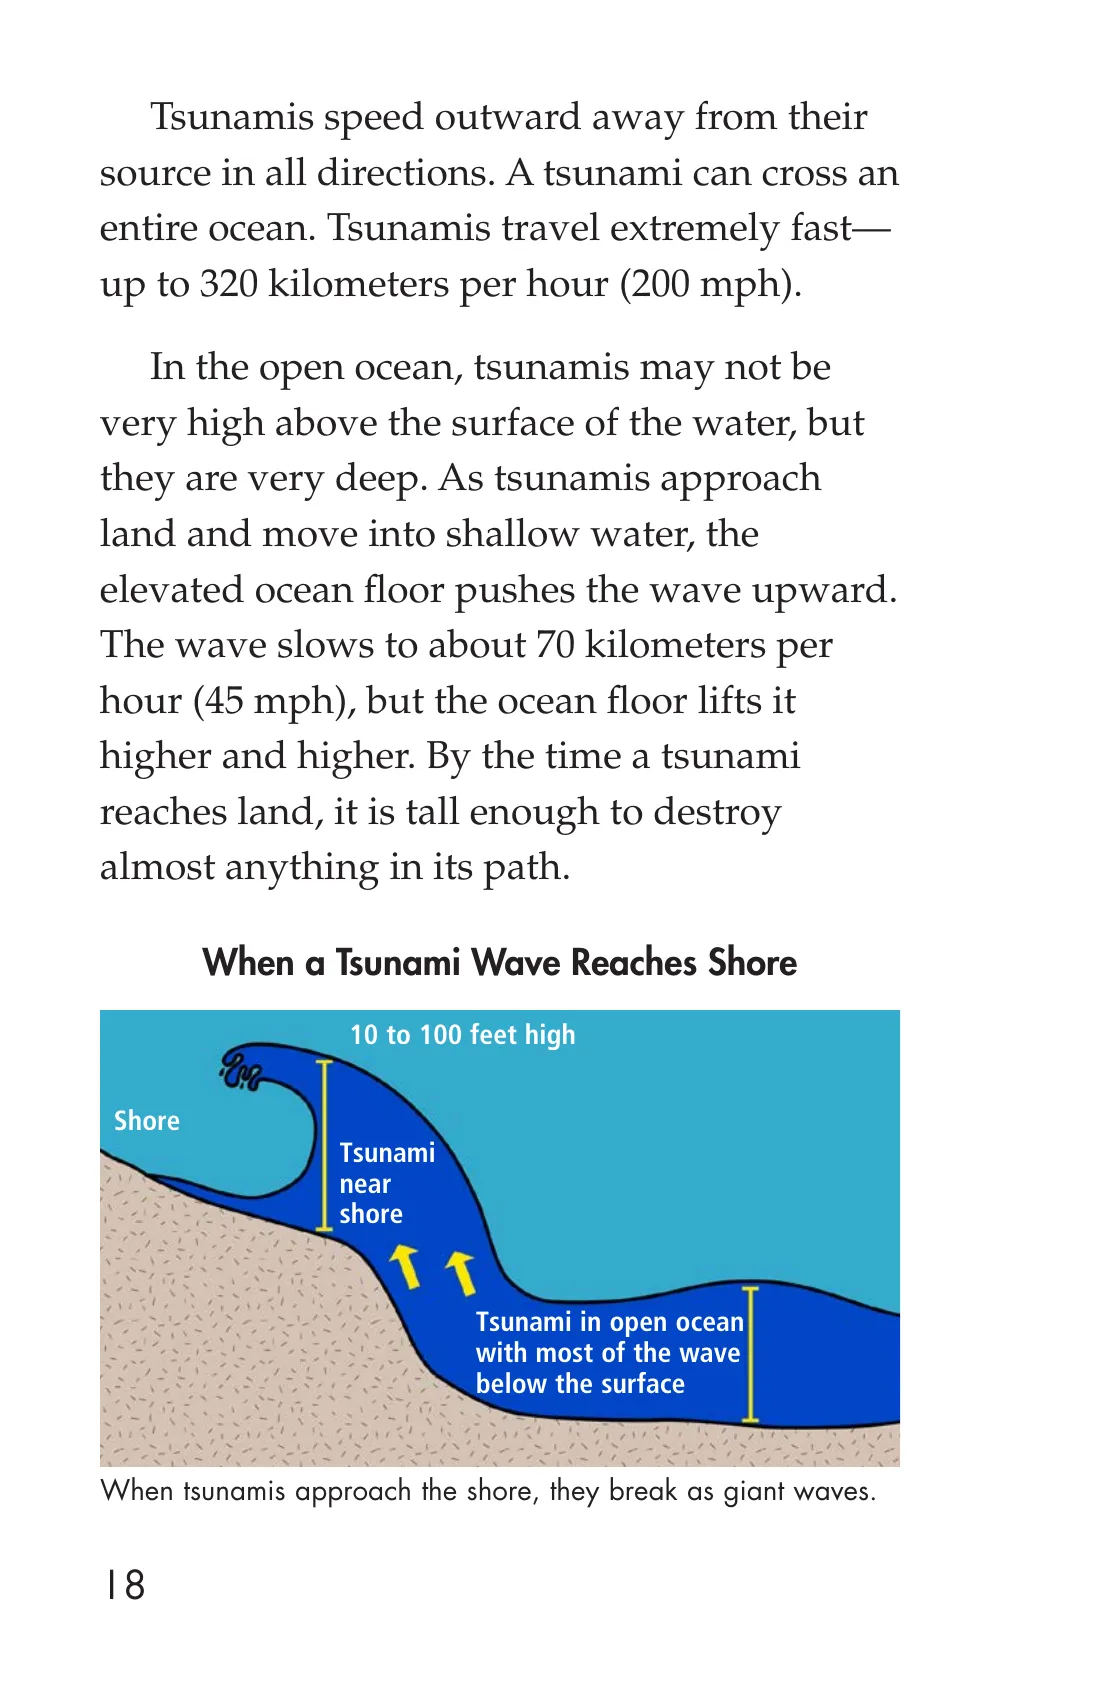 Tsunamis speed outward away from their
source in all directions. A tsunami can cross an
entire ocean. Tsunamis travel extremely fast—
up to 320 kilometers per hour (200 mph).
In the open ocean, tsunamis may not be
very high above the surface of the water, but
they are very deep. As tsunamis approach
land and move into shallow water, the
elevated ocean floor pushes the wave upward.
The wave slows to about 70 kilometers per
hour (45 mph), but the ocean floor lifts it
higher and higher. By the time a tsunami
reaches land, it is tall enough to destroy
almost anything in its path.
When a Tsunami Wave Reaches Shore
10 to 100 feet high
Shore
Tsunami
near
shore
Tsunami in open ocean
with most of the wave
below the surface
When tsunamis approach the shore, they break as giant waves.
18